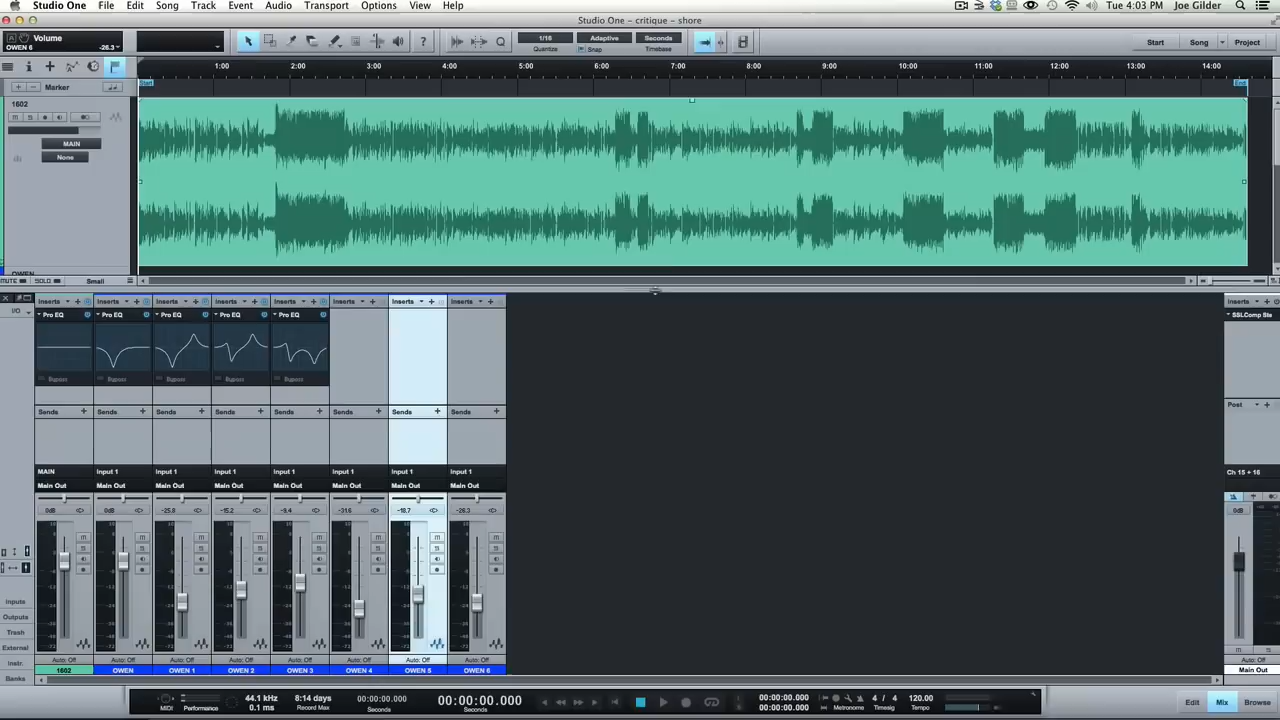 Studio One File Edit Song Track Event Audio Transport Options View Help Tue 4:03 PM Joe Gilder
Studio One - critique - shore
Volume
OWEN 6 -26.3
1/16 Adaptive Seconds
Quantize Snap Timebase
Start Song Project
1:00 2:00 3:00 4:00 5:00 6:00 7:00 8:00 9:00 10:00 11:00 12:00 13:00 14:00
Start End
Marker
1602
M S
MAIN
None
OWEN
MUTE SOLO Small
Inserts Inserts Inserts Inserts Inserts Inserts Inserts Inserts Inserts
I/O
Pro EQ Pro EQ Pro EQ Pro EQ Pro EQ SSLComp Ste
Bypass Bypass Bypass Bypass Bypass
Post
Sends Sends Sends Sends Sends Sends Sends Sends
MAIN Input 1 Input 1 Input 1 Input 1 Input 1 Input 1 Input 1 Ch 15 + 16
Main Out Main Out Main Out Main Out Main Out Main Out Main Out Main Out
0dB 0dB -25.8 -15.2 -9.4 -31.6 -18.7 -26.3 0dB
Inputs
Outputs
Trash
External
Instr.
Banks
Auto: Off Auto: Off Auto: Off Auto: Off Auto: Off Auto: Off Auto: Off Auto: Off Auto: Off
1602 OWEN OWEN 1 OWEN 2 OWEN 3 OWEN 4 OWEN 5 OWEN 6 Main Out
MIDI Performance 44.1 kHz 0.1 ms 8:14 days Record Max 00:00:00.000 Seconds 00:00:00.000 Seconds 00:00:00.000 00:00:00.000 Metronome 4 / 4 Timesig 120.00 Tempo Edit Mix Browse